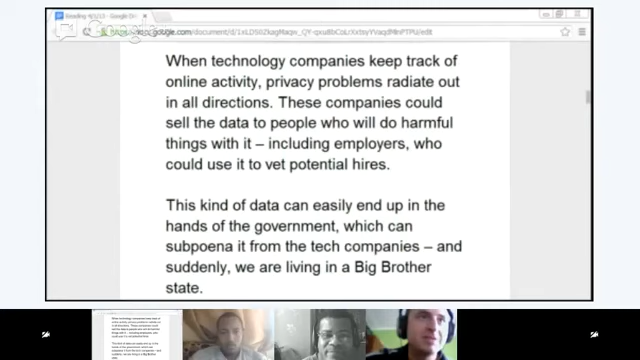 Reading
Google
When technology companies keep track of
online activity, privacy problems radiate out
in all directions. These companies could
sell the data to people who will do harmful
things with it – including employers, who
could use it to vet potential hires.
This kind of data can easily end up in the
hands of the government, which can
subpoena it from the tech companies – and
suddenly, we are living in a Big Brother
state.